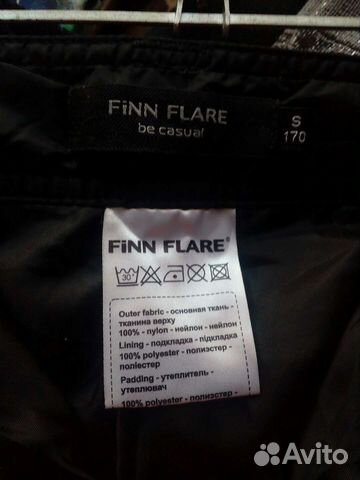 FiNN FLARE
be casual
S
170
FiNN FLARE®
30°
Outer fabric - основная ткань -
тканина верху
100% - nylon - нейлон - нейлон
Lining - подкладка - підкладка
100% polyester - полиэстер -
поліестер
Padding - утеплитель -
утеплювач
100% polyester - полиэстер -
Avito